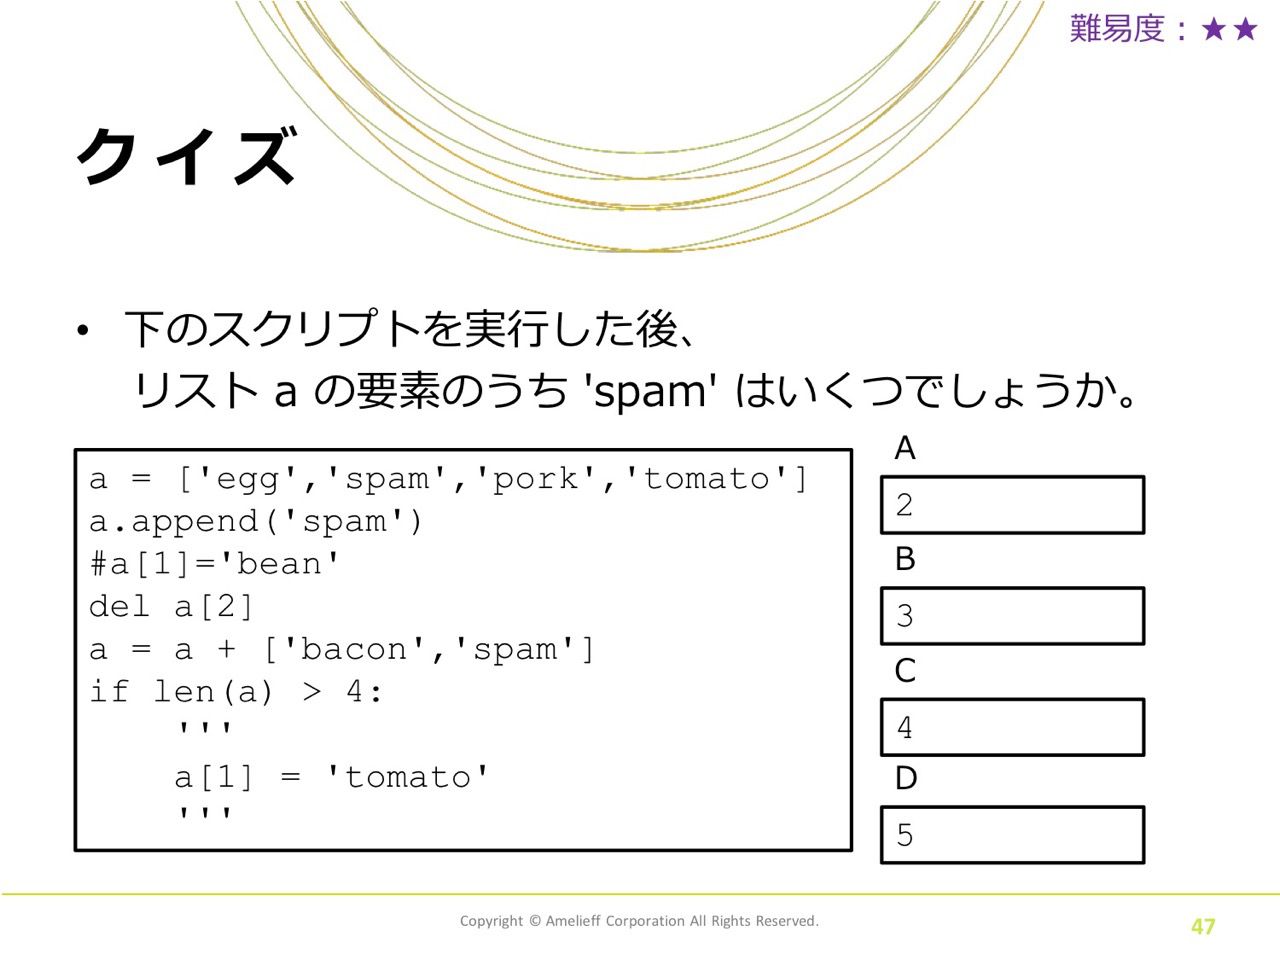 難易度：★★
クイズ
• 下のスクリプトを実行した後、
リスト a の要素のうち 'spam' はいくつでしょうか。
a = ['egg','spam','pork','tomato']
a.append('spam')
#a[1]='bean'
del a[2]
a = a + ['bacon','spam']
if len(a) > 4:
    '''
    a[1] = 'tomato'
    '''
A
2
B
3
C
4
D
5
Copyright © Amelieff Corporation All Rights Reserved.
47